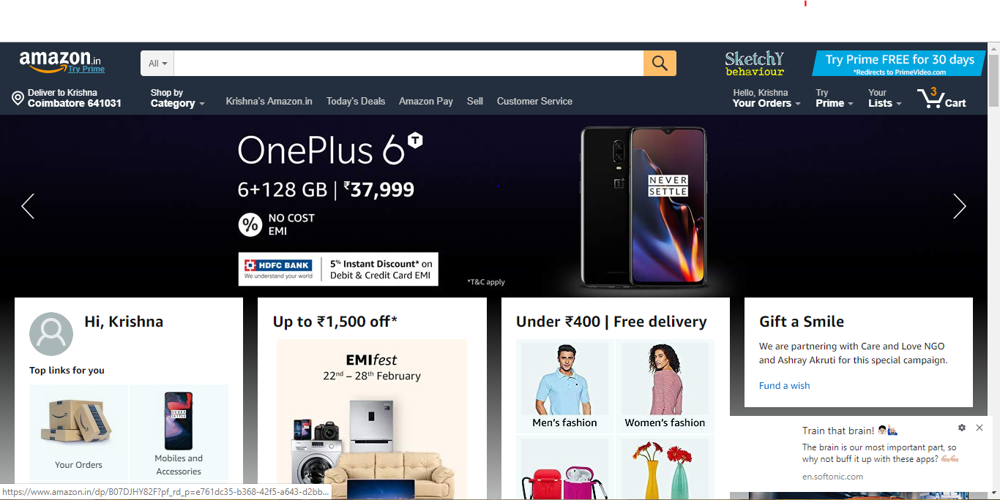 amazon.in
Try Prime
All
SketchY
behaviour
Try Prime FREE for 30 days
*Redirects to PrimeVideo.com
Deliver to Krishna
Coimbatore 641031
Shop by
Category
Krishna's Amazon.in
Today's Deals
Amazon Pay
Sell
Customer Service
Hello, Krishna
Your Orders
Try
Prime
Your
Lists
3
Cart
OnePlus 6T
6+128 GB | ₹37,999
%
NO COST
EMI
HDFC BANK
We understand your world
5% Instant Discount* on
Debit & Credit Card EMI
*T&C apply
NEVER
SETTLE
Hi, Krishna
Top links for you
NEVER
SETTLE
Your Orders
Mobiles and
Accessories
Up to ₹1,500 off*
EMIfest
22nd – 28th February
Under ₹400 | Free delivery
Men's fashion
Women's fashion
Gift a Smile
We are partnering with Care and Love NGO
and Ashray Akruti for this special campaign.
Fund a wish
Train that brain! 👨🏻🙋🏽
The brain is our most important part, so
why not buff it up with these apps? 💪🏻💪🏻
en.softonic.com
https://www.amazon.in/dp/B07DJHY82F?pf_rd_p=e761dc35-b368-42f5-a643-d2bb...